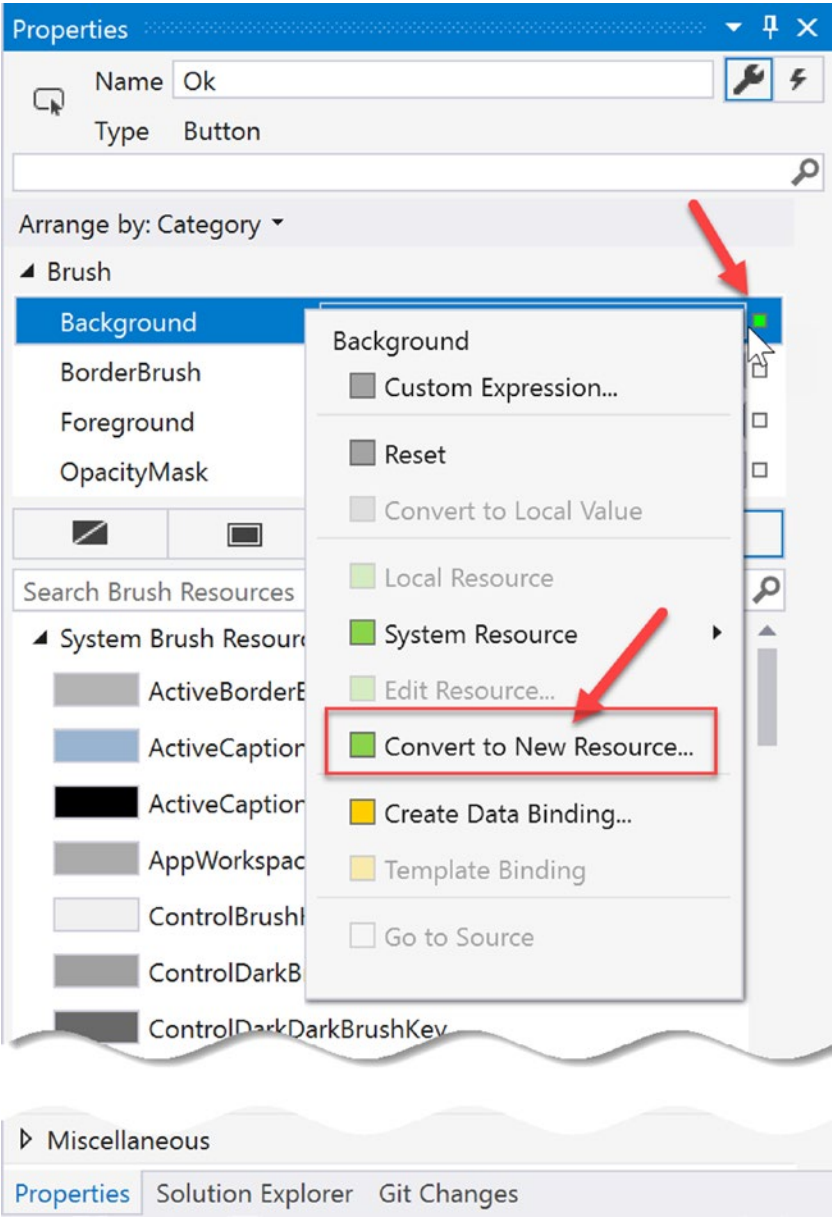 Properties
Name Ok
Type Button
Arrange by: Category
Brush
Background
BorderBrush
Foreground
OpacityMask
Background
Custom Expression...
Reset
Convert to Local Value
Local Resource
System Resource
Edit Resource...
Convert to New Resource...
Create Data Binding...
Template Binding
Go to Source
Search Brush Resources
System Brush Resour
ActiveBorder
ActiveCaption
ActiveCaption
AppWorkspac
ControlBrush
ControlDarkB
ControlDarkDarkBrushKey
Miscellaneous
Properties Solution Explorer Git Changes